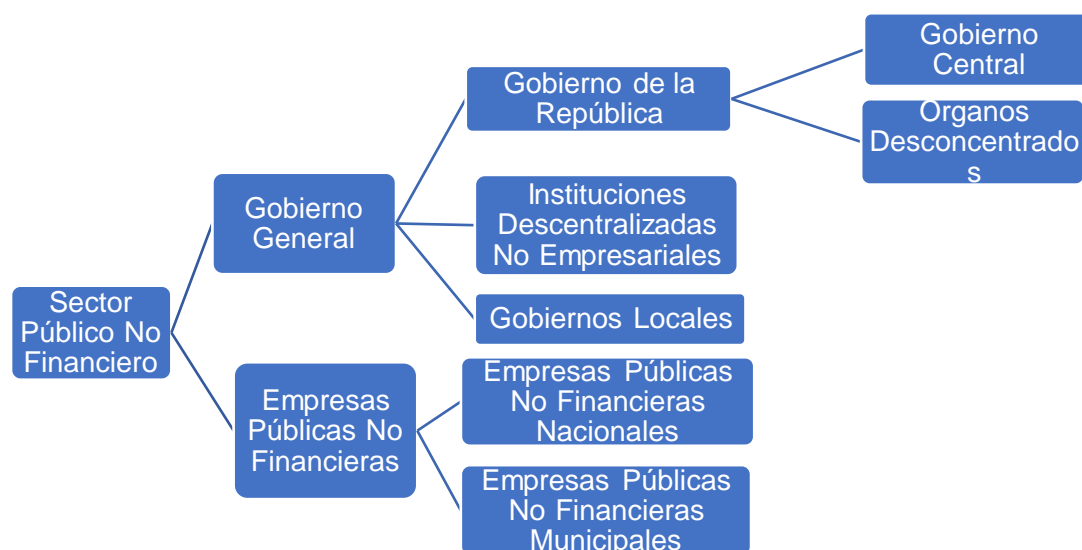 Sector
Público No
Financiero
Gobierno
General
Gobierno de la
República
Gobierno
Central
Organos
Desconcentrado
s
Instituciones
Descentralizadas
No Empresariales
Gobiernos Locales
Empresas
Públicas No
Financieras
Empresas Públicas
No Financieras
Nacionales
Empresas Públicas
No Financieras
Municipales